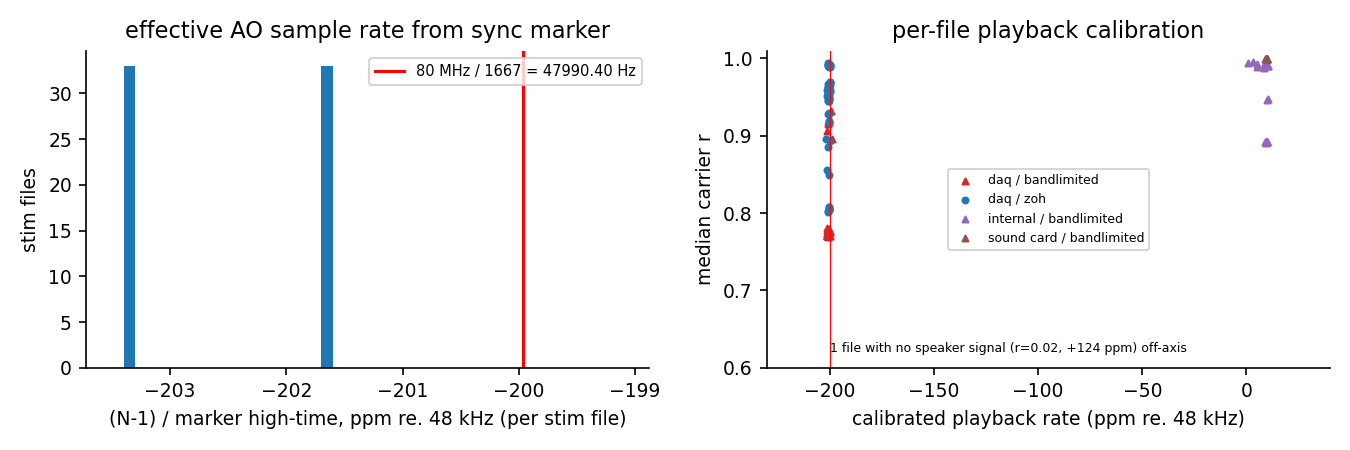 effective AO sample rate from sync marker
80 MHz / 1667 = 47990.40 Hz
stim files
30
25
20
15
10
5
0
−203
−202
−201
−200
−199
(N-1) / marker high-time, ppm re. 48 kHz (per stim file)
per-file playback calibration
median carrier r
1.0
0.9
0.8
0.7
0.6
daq / bandlimited
daq / zoh
internal / bandlimited
sound card / bandlimited
1 file with no speaker signal (r=0.02, +124 ppm) off-axis
−200
−150
−100
−50
0
calibrated playback rate (ppm re. 48 kHz)